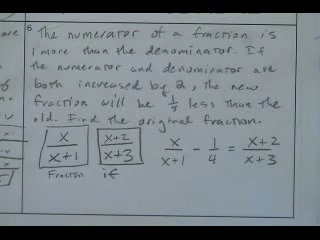 6 The numerator of a fraction is
1 more than the denominator. If
the numerator and denominator are
both increased by 2, the new
fraction will be 1/4 less than the
old. Find the original fraction.
x/x+1 x+2/x+3 x/x+1 - 1/4 = x+2/x+3
Fraction if